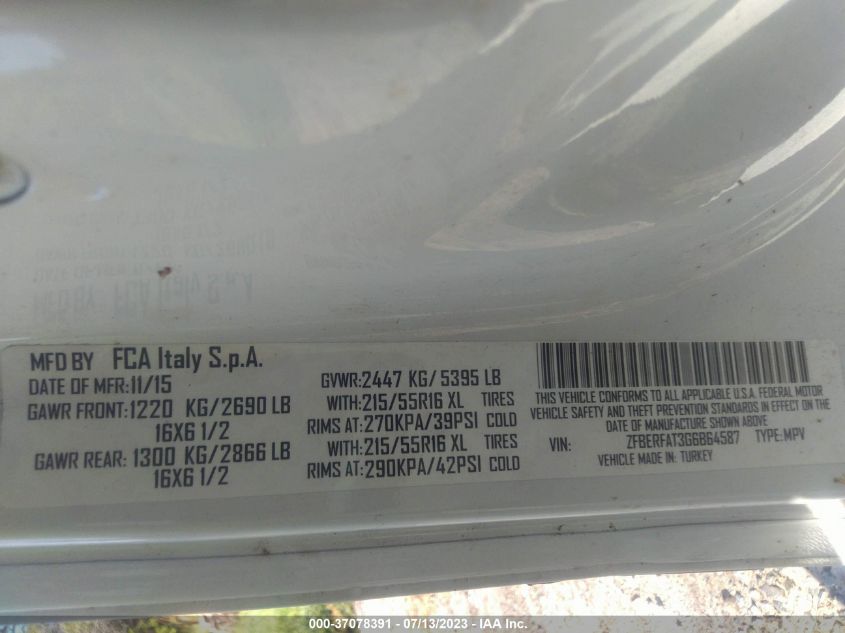 MFD BY FCA Italy S.p.A.
DATE OF MFR: 11/15
GAWR FRONT: 1220 KG/2690 LB
16X6 1/2
GAWR REAR: 1300 KG/2866 LB
16X6 1/2
GVWR: 2447 KG/ 5395 LB
WITH: 215/55R16 XL TIRES
RIMS AT: 270KPA/39PSI COLD
WITH: 215/55R16 XL TIRES
RIMS AT: 290KPA/42PSI COLD
THIS VEHICLE CONFORMS TO ALL APPLICABLE U.S.A. FEDERAL MOTOR
VEHICLE SAFETY AND THEFT PREVENTION STANDARDS IN EFFECT ON THE
DATE OF MANUFACTURE SHOWN ABOVE
VIN: ZFBERFAT3G6B64587 TYPE: MPV
VEHICLE MADE IN: TURKEY
000-37078391 - 07/13/2023 - IAA Inc.